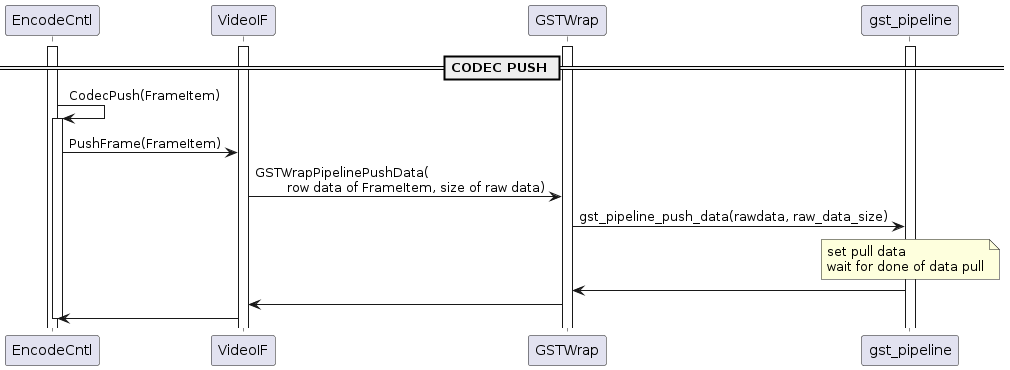 EncodeCntl
VideoIF
GSTWrap
gst_pipeline
CODEC PUSH
CodecPush(FrameItem)
PushFrame(FrameItem)
GSTWrapPipelinePushData(
row data of FrameItem, size of raw data)
gst_pipeline_push_data(rawdata, raw_data_size)
set pull data
wait for done of data pull
EncodeCntl
VideoIF
GSTWrap
gst_pipeline